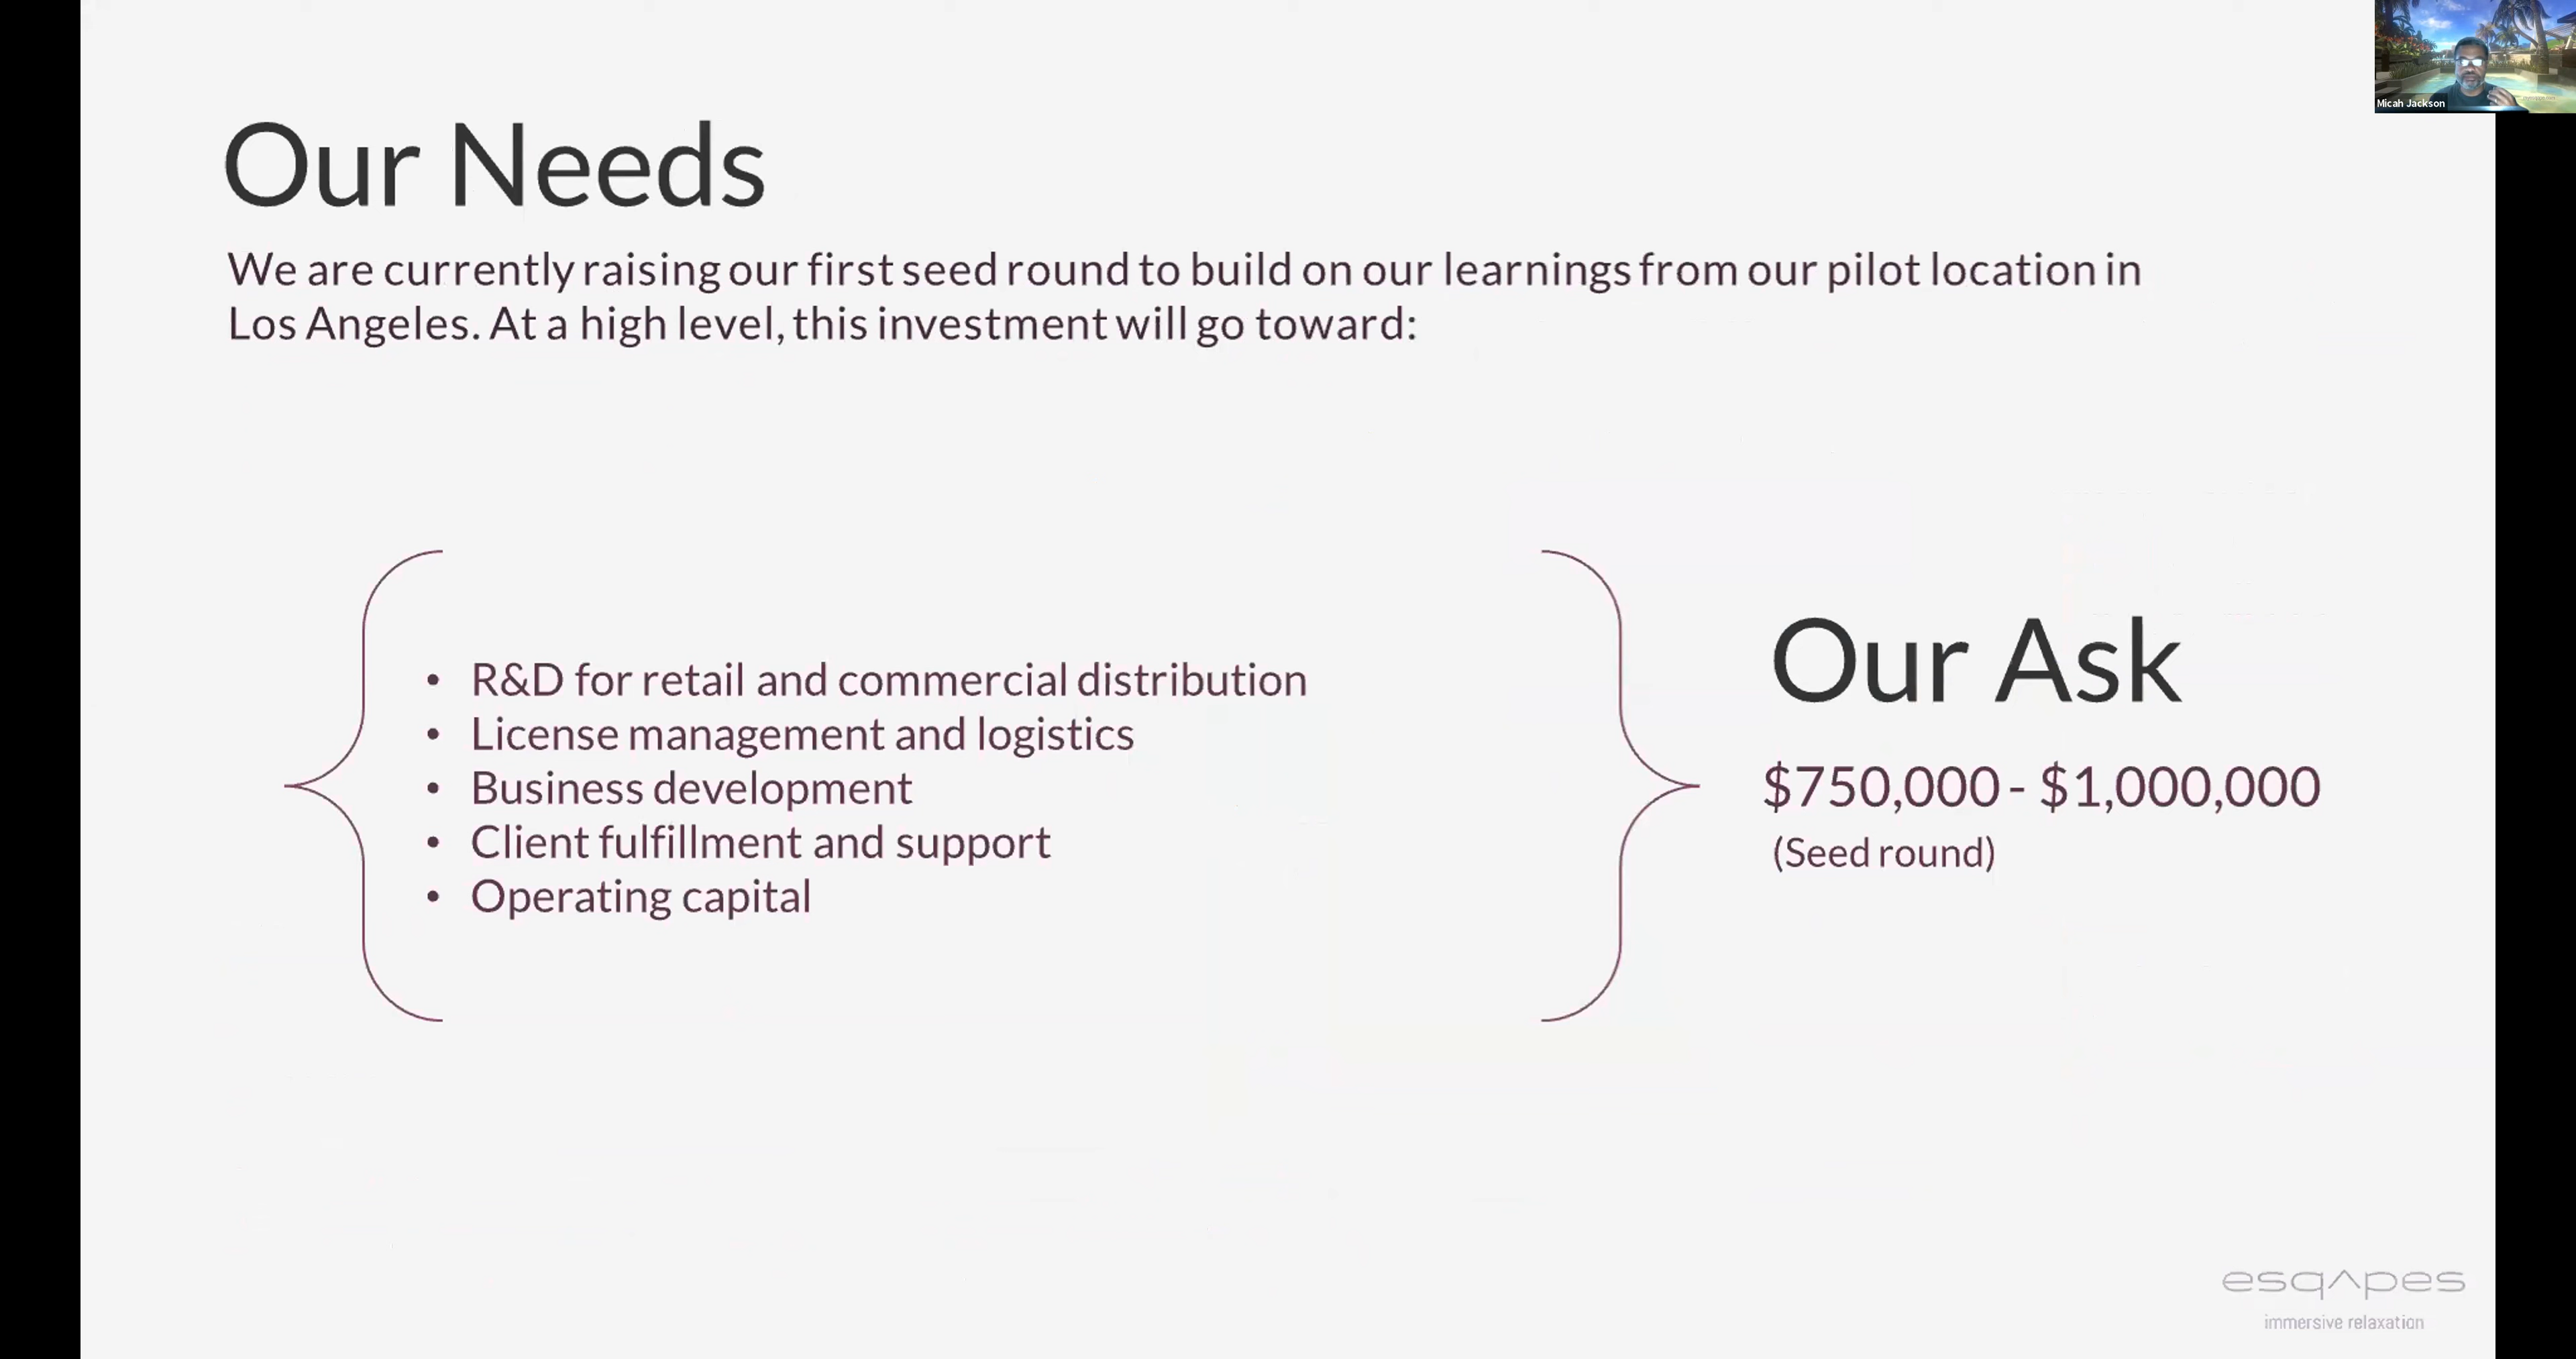 Micah Jackson
Our Needs
We are currently raising our first seed round to build on our learnings from our pilot location in
Los Angeles. At a high level, this investment will go toward:
• R&D for retail and commercial distribution
• License management and logistics
• Business development
• Client fulfillment and support
• Operating capital
Our Ask
$750,000 - $1,000,000
(Seed round)
esqʌpes
immersive relaxation